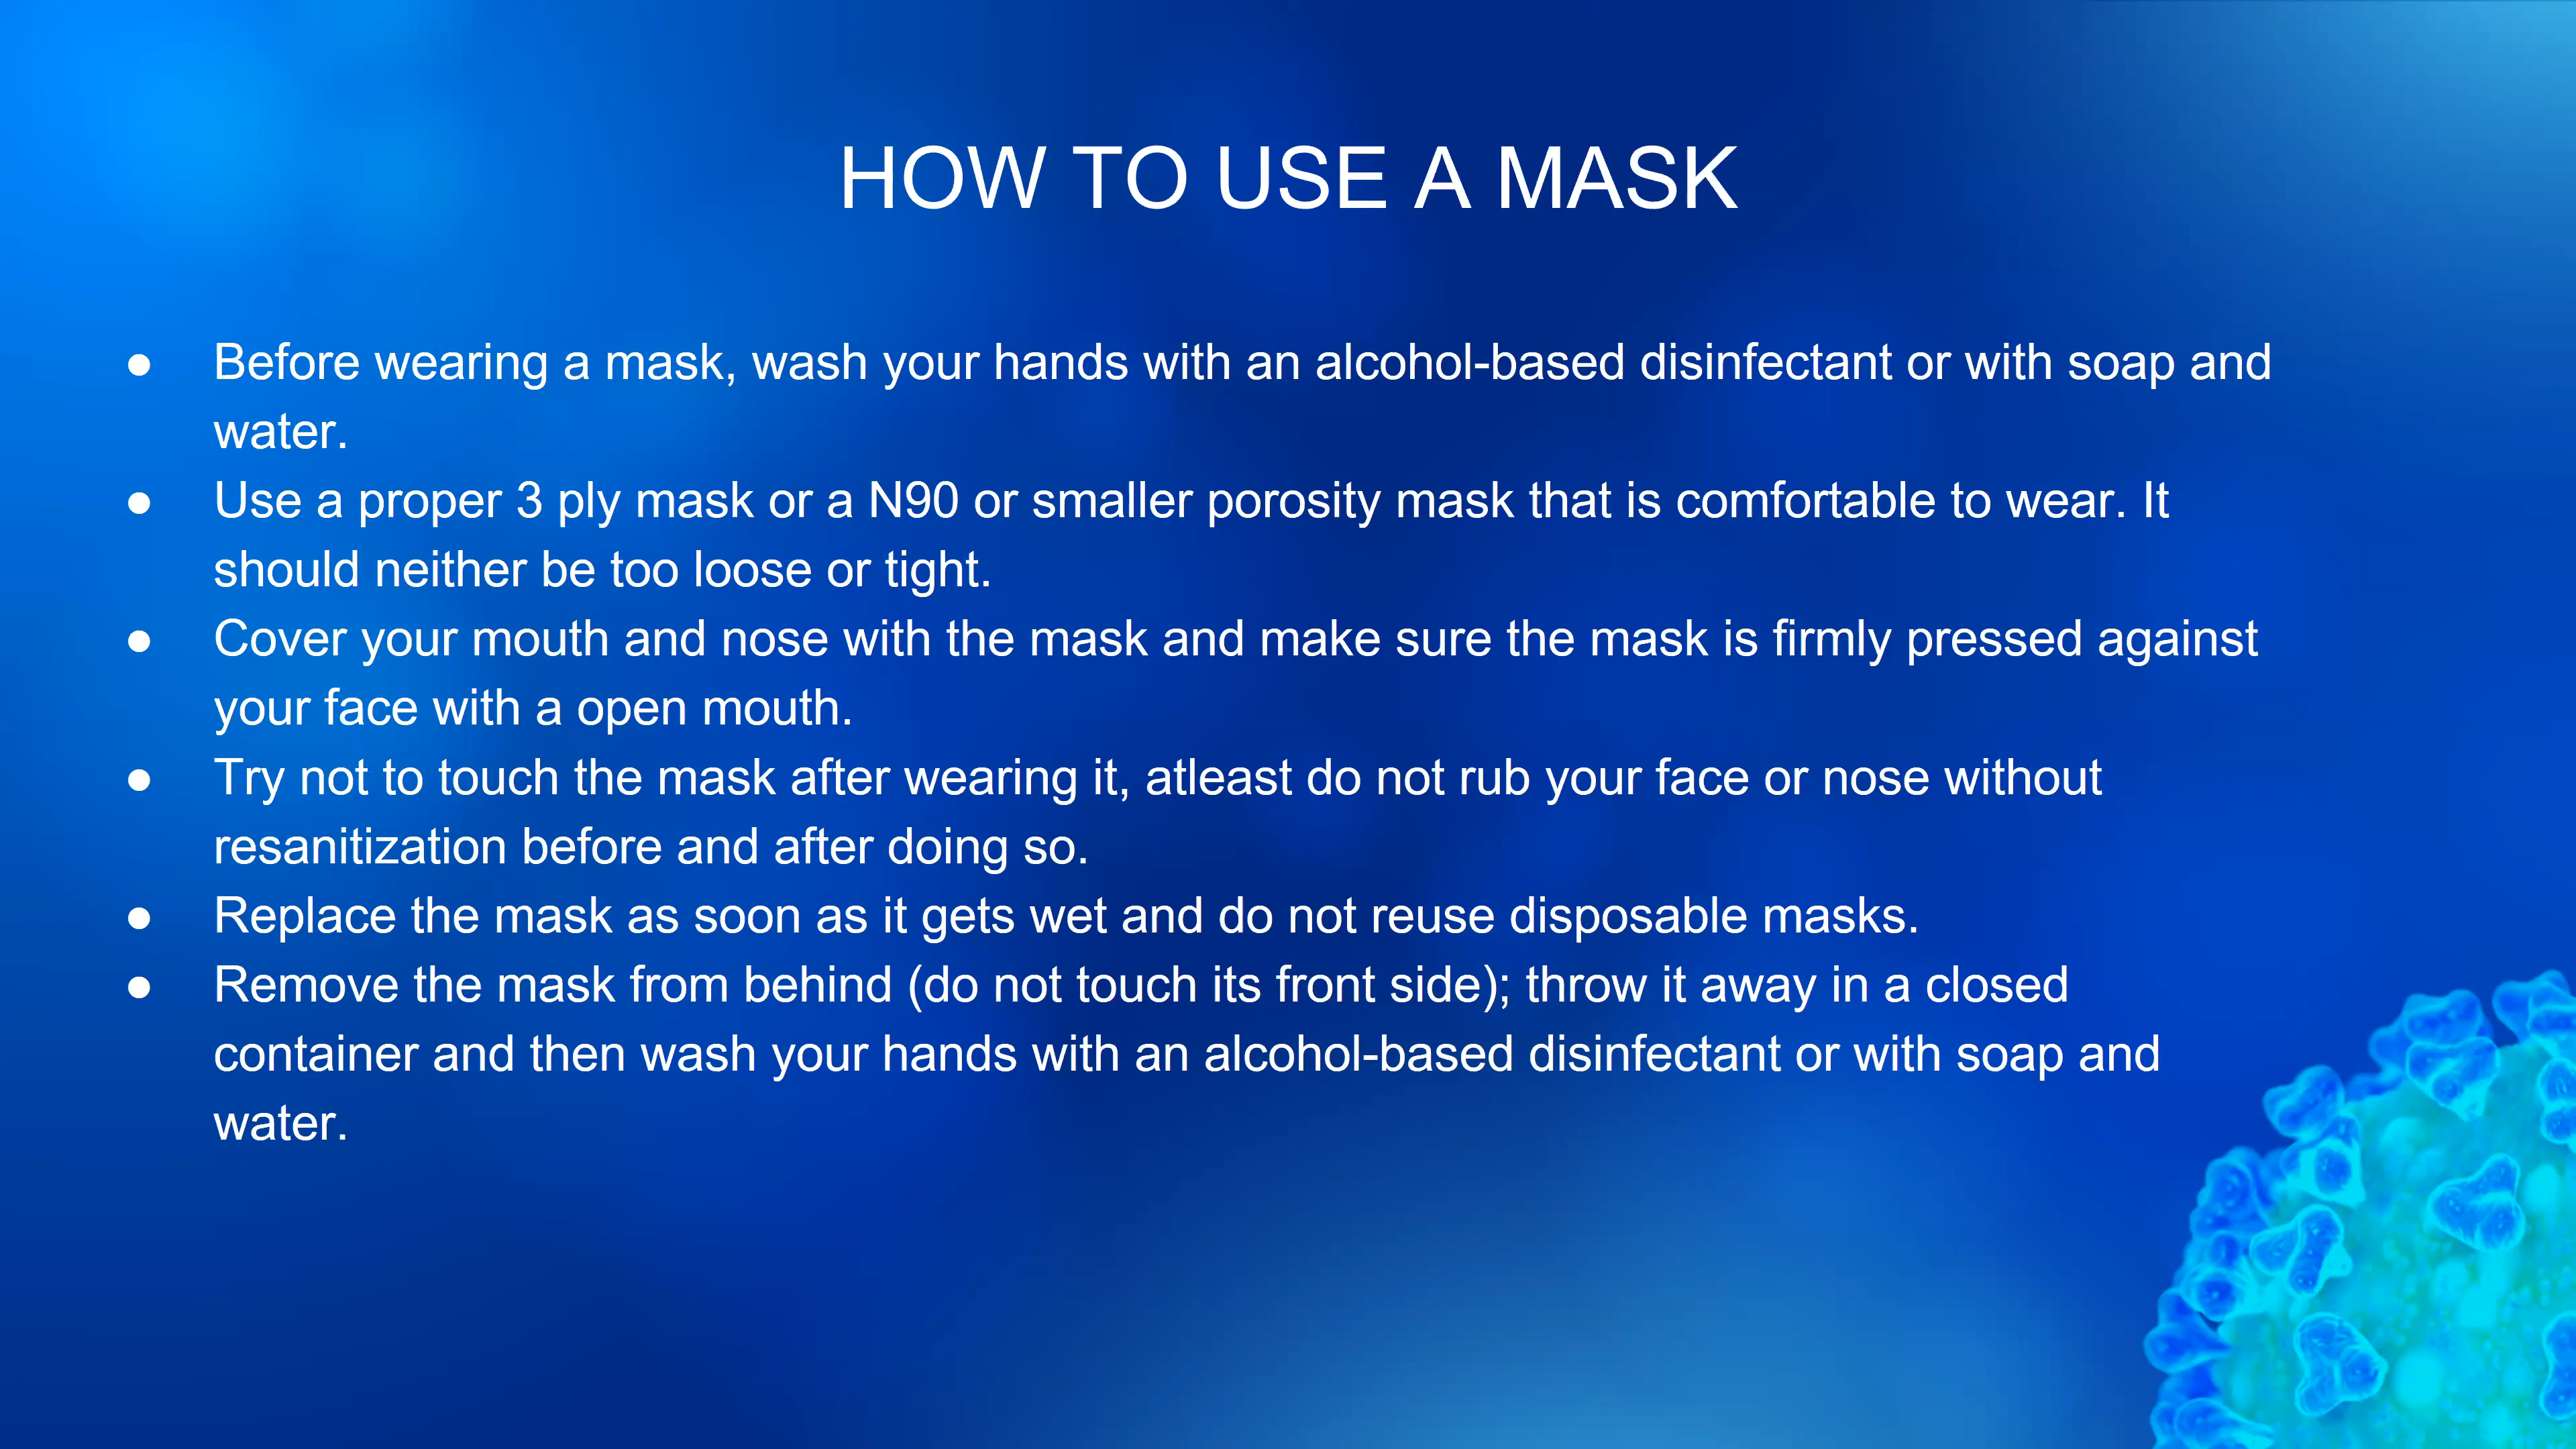 HOW TO USE A MASK
● Before wearing a mask, wash your hands with an alcohol-based disinfectant or with soap and
water.
● Use a proper 3 ply mask or a N90 or smaller porosity mask that is comfortable to wear. It
should neither be too loose or tight.
● Cover your mouth and nose with the mask and make sure the mask is firmly pressed against
your face with a open mouth.
● Try not to touch the mask after wearing it, atleast do not rub your face or nose without
resanitization before and after doing so.
● Replace the mask as soon as it gets wet and do not reuse disposable masks.
● Remove the mask from behind (do not touch its front side); throw it away in a closed
container and then wash your hands with an alcohol-based disinfectant or with soap and
water.